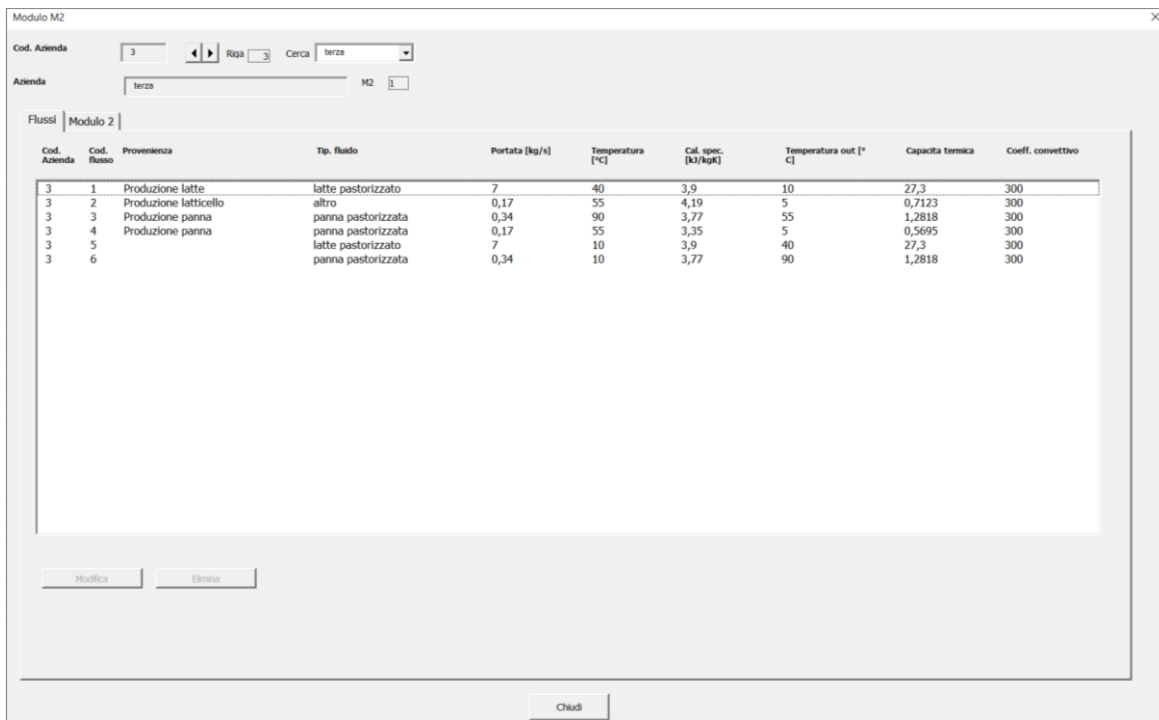 Modulo M2
Cod. Azienda 3 Riga 3 Cerca terza
Azienda terza M2 1
Flussi Modulo 2
Cod. Azienda Cod. flusso Provenienza Tip. fluido Portata [kg/s] Temperatura [°C] Cal. spec. [kJ/kgK] Temperatura out [° C] Capacita termica Coeff. convettivo
3 1 Produzione latte latte pastorizzato 7 40 3,9 10 27,3 300
3 2 Produzione latticello altro 0,17 55 4,19 5 0,7123 300
3 3 Produzione panna panna pastorizzata 0,34 90 3,77 55 1,2818 300
3 4 Produzione panna panna pastorizzata 0,17 55 3,35 5 0,5695 300
3 5 latte pastorizzato 7 10 3,9 40 27,3 300
3 6 panna pastorizzata 0,34 10 3,77 90 1,2818 300
Modifica Elimina
Chiudi